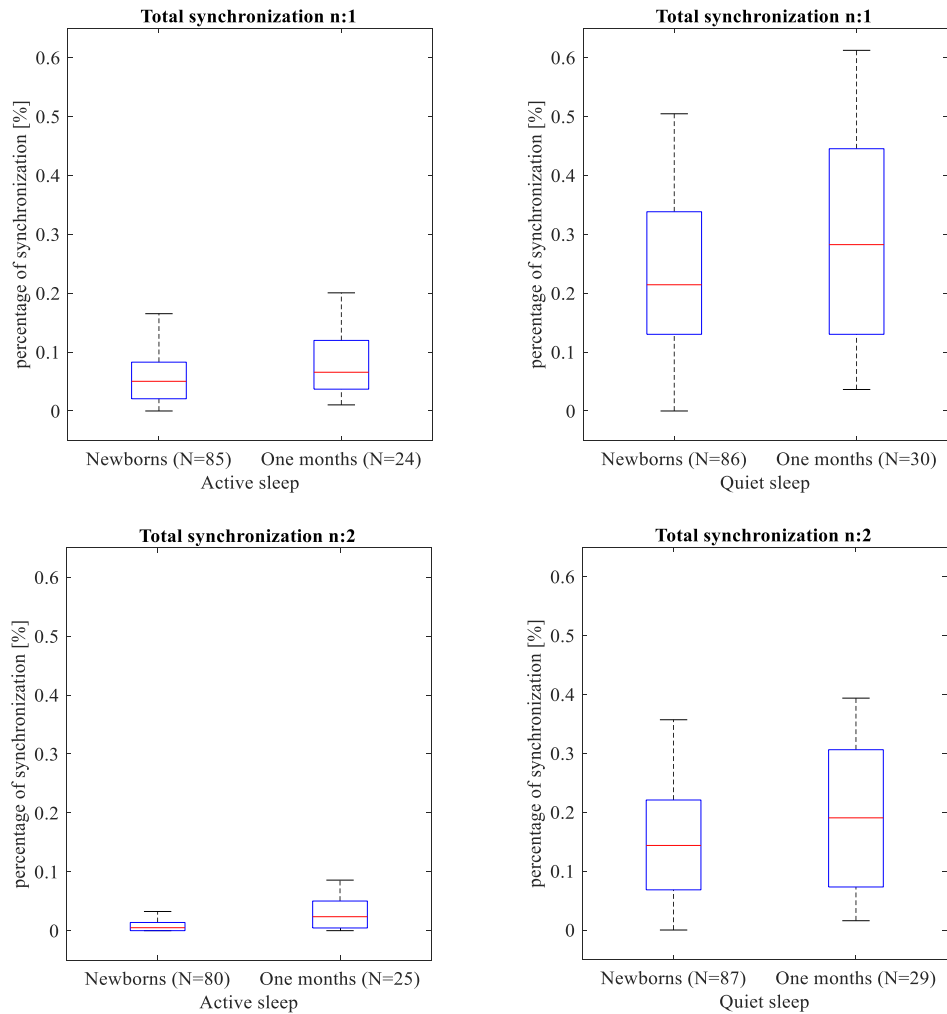 Total synchronization n:1
percentage of synchronization [%]
0.6
0.5
0.4
0.3
0.2
0.1
0
Newborns (N=85) One months (N=24)
Active sleep
Total synchronization n:1
percentage of synchronization [%]
0.6
0.5
0.4
0.3
0.2
0.1
0
Newborns (N=86) One months (N=30)
Quiet sleep
Total synchronization n:2
percentage of synchronization [%]
0.6
0.5
0.4
0.3
0.2
0.1
0
Newborns (N=80) One months (N=25)
Active sleep
Total synchronization n:2
percentage of synchronization [%]
0.6
0.5
0.4
0.3
0.2
0.1
0
Newborns (N=87) One months (N=29)
Quiet sleep